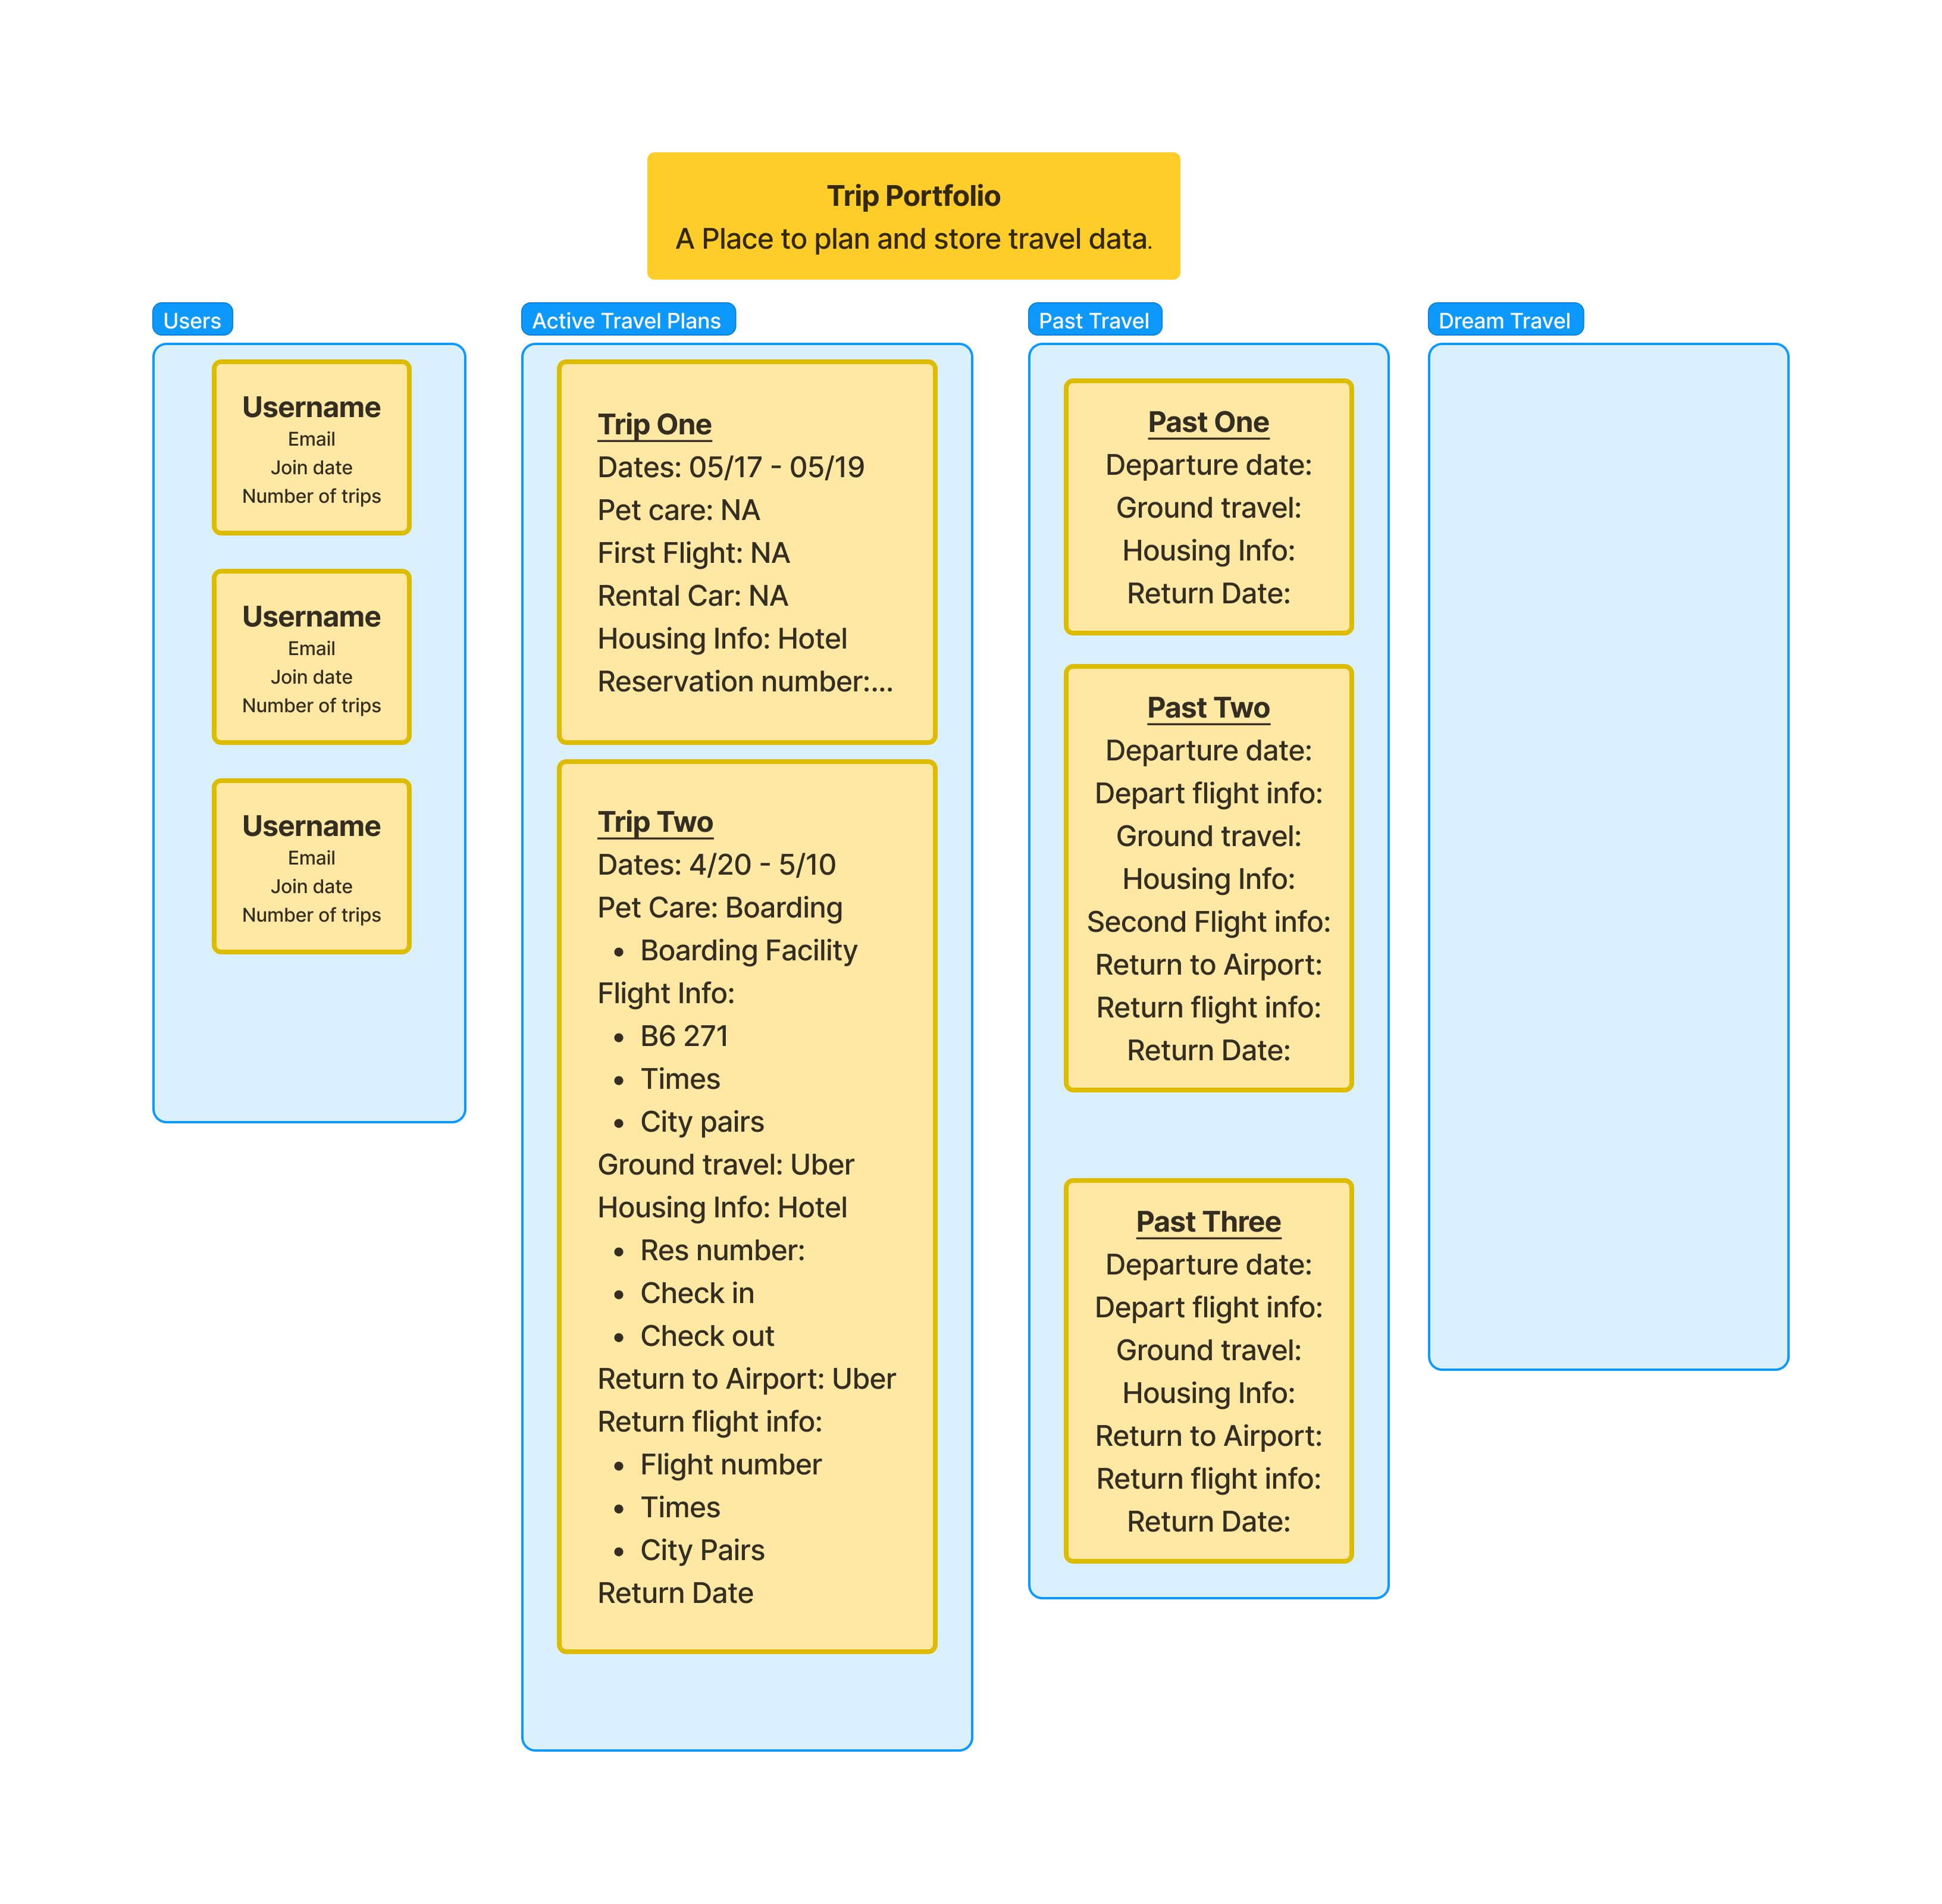 Trip Portfolio
A Place to plan and store travel data.
Users
Username
Email
Join date
Number of trips
Username
Email
Join date
Number of trips
Username
Email
Join date
Number of trips
Active Travel Plans
Trip One
Dates: 05/17 - 05/19
Pet care: NA
First Flight: NA
Rental Car: NA
Housing Info: Hotel
Reservation number:...
Trip Two
Dates: 4/20 - 5/10
Pet Care: Boarding
• Boarding Facility
Flight Info:
• B6 271
• Times
• City pairs
Ground travel: Uber
Housing Info: Hotel
• Res number:
• Check in
• Check out
Return to Airport: Uber
Return flight info:
• Flight number
• Times
• City Pairs
Return Date
Past Travel
Past One
Departure date:
Ground travel:
Housing Info:
Return Date:
Past Two
Departure date:
Depart flight info:
Ground travel:
Housing Info:
Second Flight info:
Return to Airport:
Return flight info:
Return Date:
Past Three
Departure date:
Depart flight info:
Ground travel:
Housing Info:
Return to Airport:
Return flight info:
Return Date:
Dream Travel